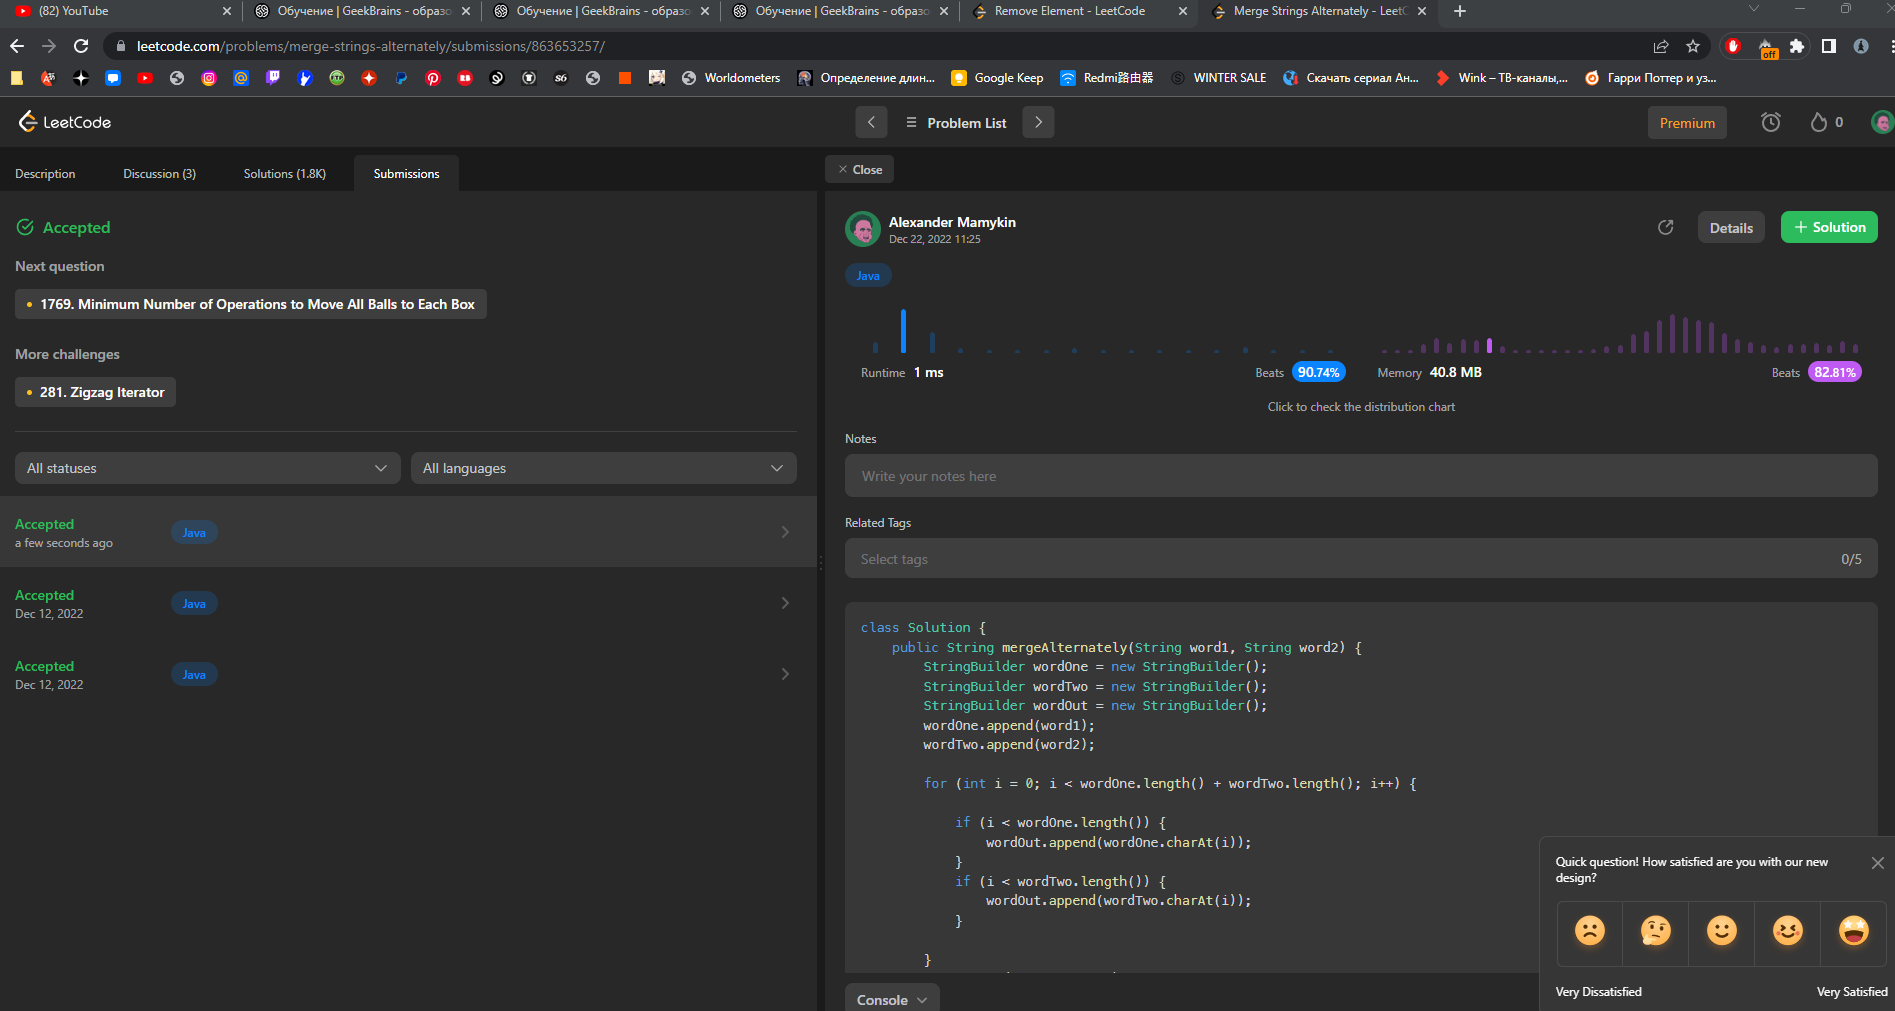 (82) YouTube
Обучение | GeekBrains - образо
Обучение | GeekBrains - образо
Обучение | GeekBrains - образо
Remove Element - LeetCode
Merge Strings Alternately - LeetC
leetcode.com/problems/merge-strings-alternately/submissions/863653257/
off
Worldometers
Определение длин...
Google Keep
Redmi路由器
WINTER SALE
Скачать сериал Ан...
Wink – ТВ-каналы,...
Гарри Поттер и уз...
LeetCode
Problem List
Premium
0
Description
Discussion (3)
Solutions (1.8K)
Submissions
Close
Accepted
Next question
1769. Minimum Number of Operations to Move All Balls to Each Box
More challenges
281. Zigzag Iterator
All statuses
All languages
Accepted
a few seconds ago
Java
Accepted
Dec 12, 2022
Java
Accepted
Dec 12, 2022
Java
Alexander Mamykin
Dec 22, 2022 11:25
Details
+ Solution
Java
Runtime 1 ms
Beats 90.74%
Memory 40.8 MB
Beats 82.81%
Click to check the distribution chart
Notes
Write your notes here
Related Tags
Select tags
0/5
class Solution {
public String mergeAlternately(String word1, String word2) {
StringBuilder wordOne = new StringBuilder();
StringBuilder wordTwo = new StringBuilder();
StringBuilder wordOut = new StringBuilder();
wordOne.append(word1);
wordTwo.append(word2);
for (int i = 0; i < wordOne.length() + wordTwo.length(); i++) {
if (i < wordOne.length()) {
wordOut.append(wordOne.charAt(i));
}
if (i < wordTwo.length()) {
wordOut.append(wordTwo.charAt(i));
}
}
Console
Quick question! How satisfied are you with our new
design?
Very Dissatisfied
Very Satisfied